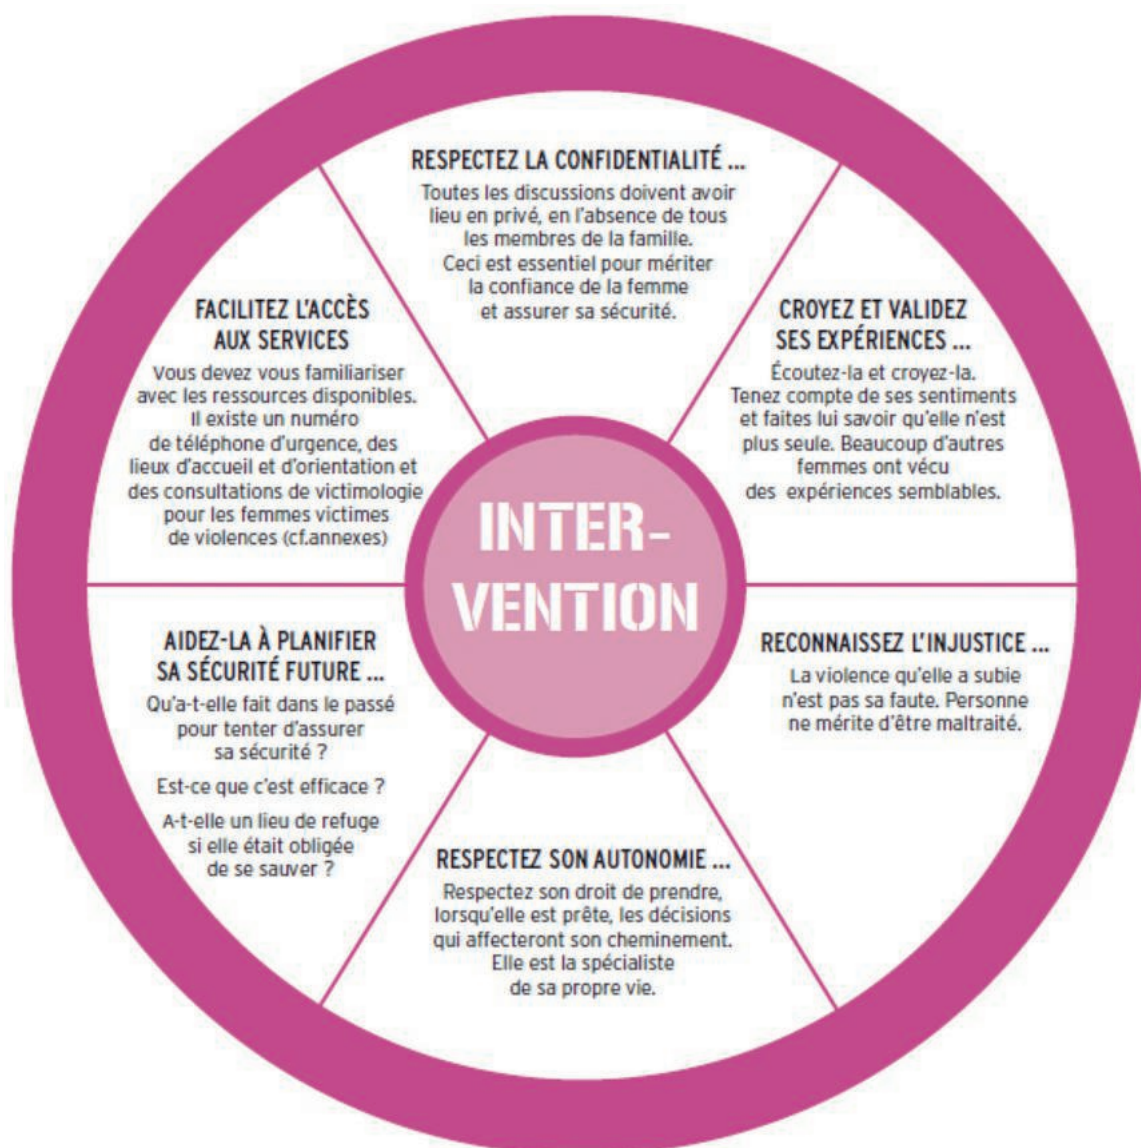 RESPECTEZ LA CONFIDENTIALITÉ ...
Toutes les discussions doivent avoir
lieu en privé, en l'absence de tous
les membres de la famille.
Ceci est essentiel pour mériter
la confiance de la femme
et assurer sa sécurité.
CROYEZ ET VALIDEZ
SES EXPÉRIENCES ...
Écoutez-la et croyez-la.
Tenez compte de ses sentiments
et faites lui savoir qu'elle n'est
plus seule. Beaucoup d'autres
femmes ont vécu
des expériences semblables.
RECONNAISSEZ L'INJUSTICE ...
La violence qu'elle a subie
n'est pas sa faute. Personne
ne mérite d'être maltraité.
RESPECTEZ SON AUTONOMIE ...
Respectez son droit de prendre,
lorsqu'elle est prête, les décisions
qui affecteront son cheminement.
Elle est la spécialiste
de sa propre vie.
AIDEZ-LA À PLANIFIER
SA SÉCURITÉ FUTURE ...
Qu'a-t-elle fait dans le passé
pour tenter d'assurer
sa sécurité ?
Est-ce que c'est efficace ?
A-t-elle un lieu de refuge
si elle était obligée
de se sauver ?
FACILITEZ L'ACCÈS
AUX SERVICES
Vous devez vous familiariser
avec les ressources disponibles.
Il existe un numéro
de téléphone d'urgence, des
lieux d'accueil et d'orientation et
des consultations de victimologie
pour les femmes victimes
de violences (cf.annexes)
INTER-
VENTION